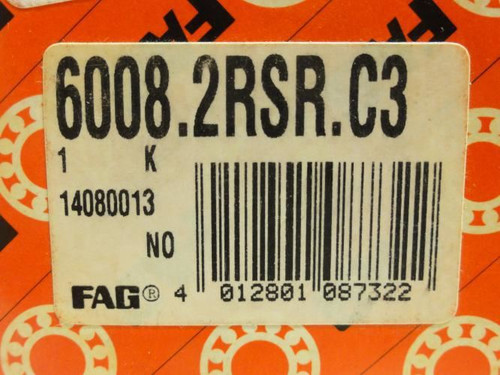 6008.2RSR.C3
1 K
14080013
NO
FAG® 4 012801 087322